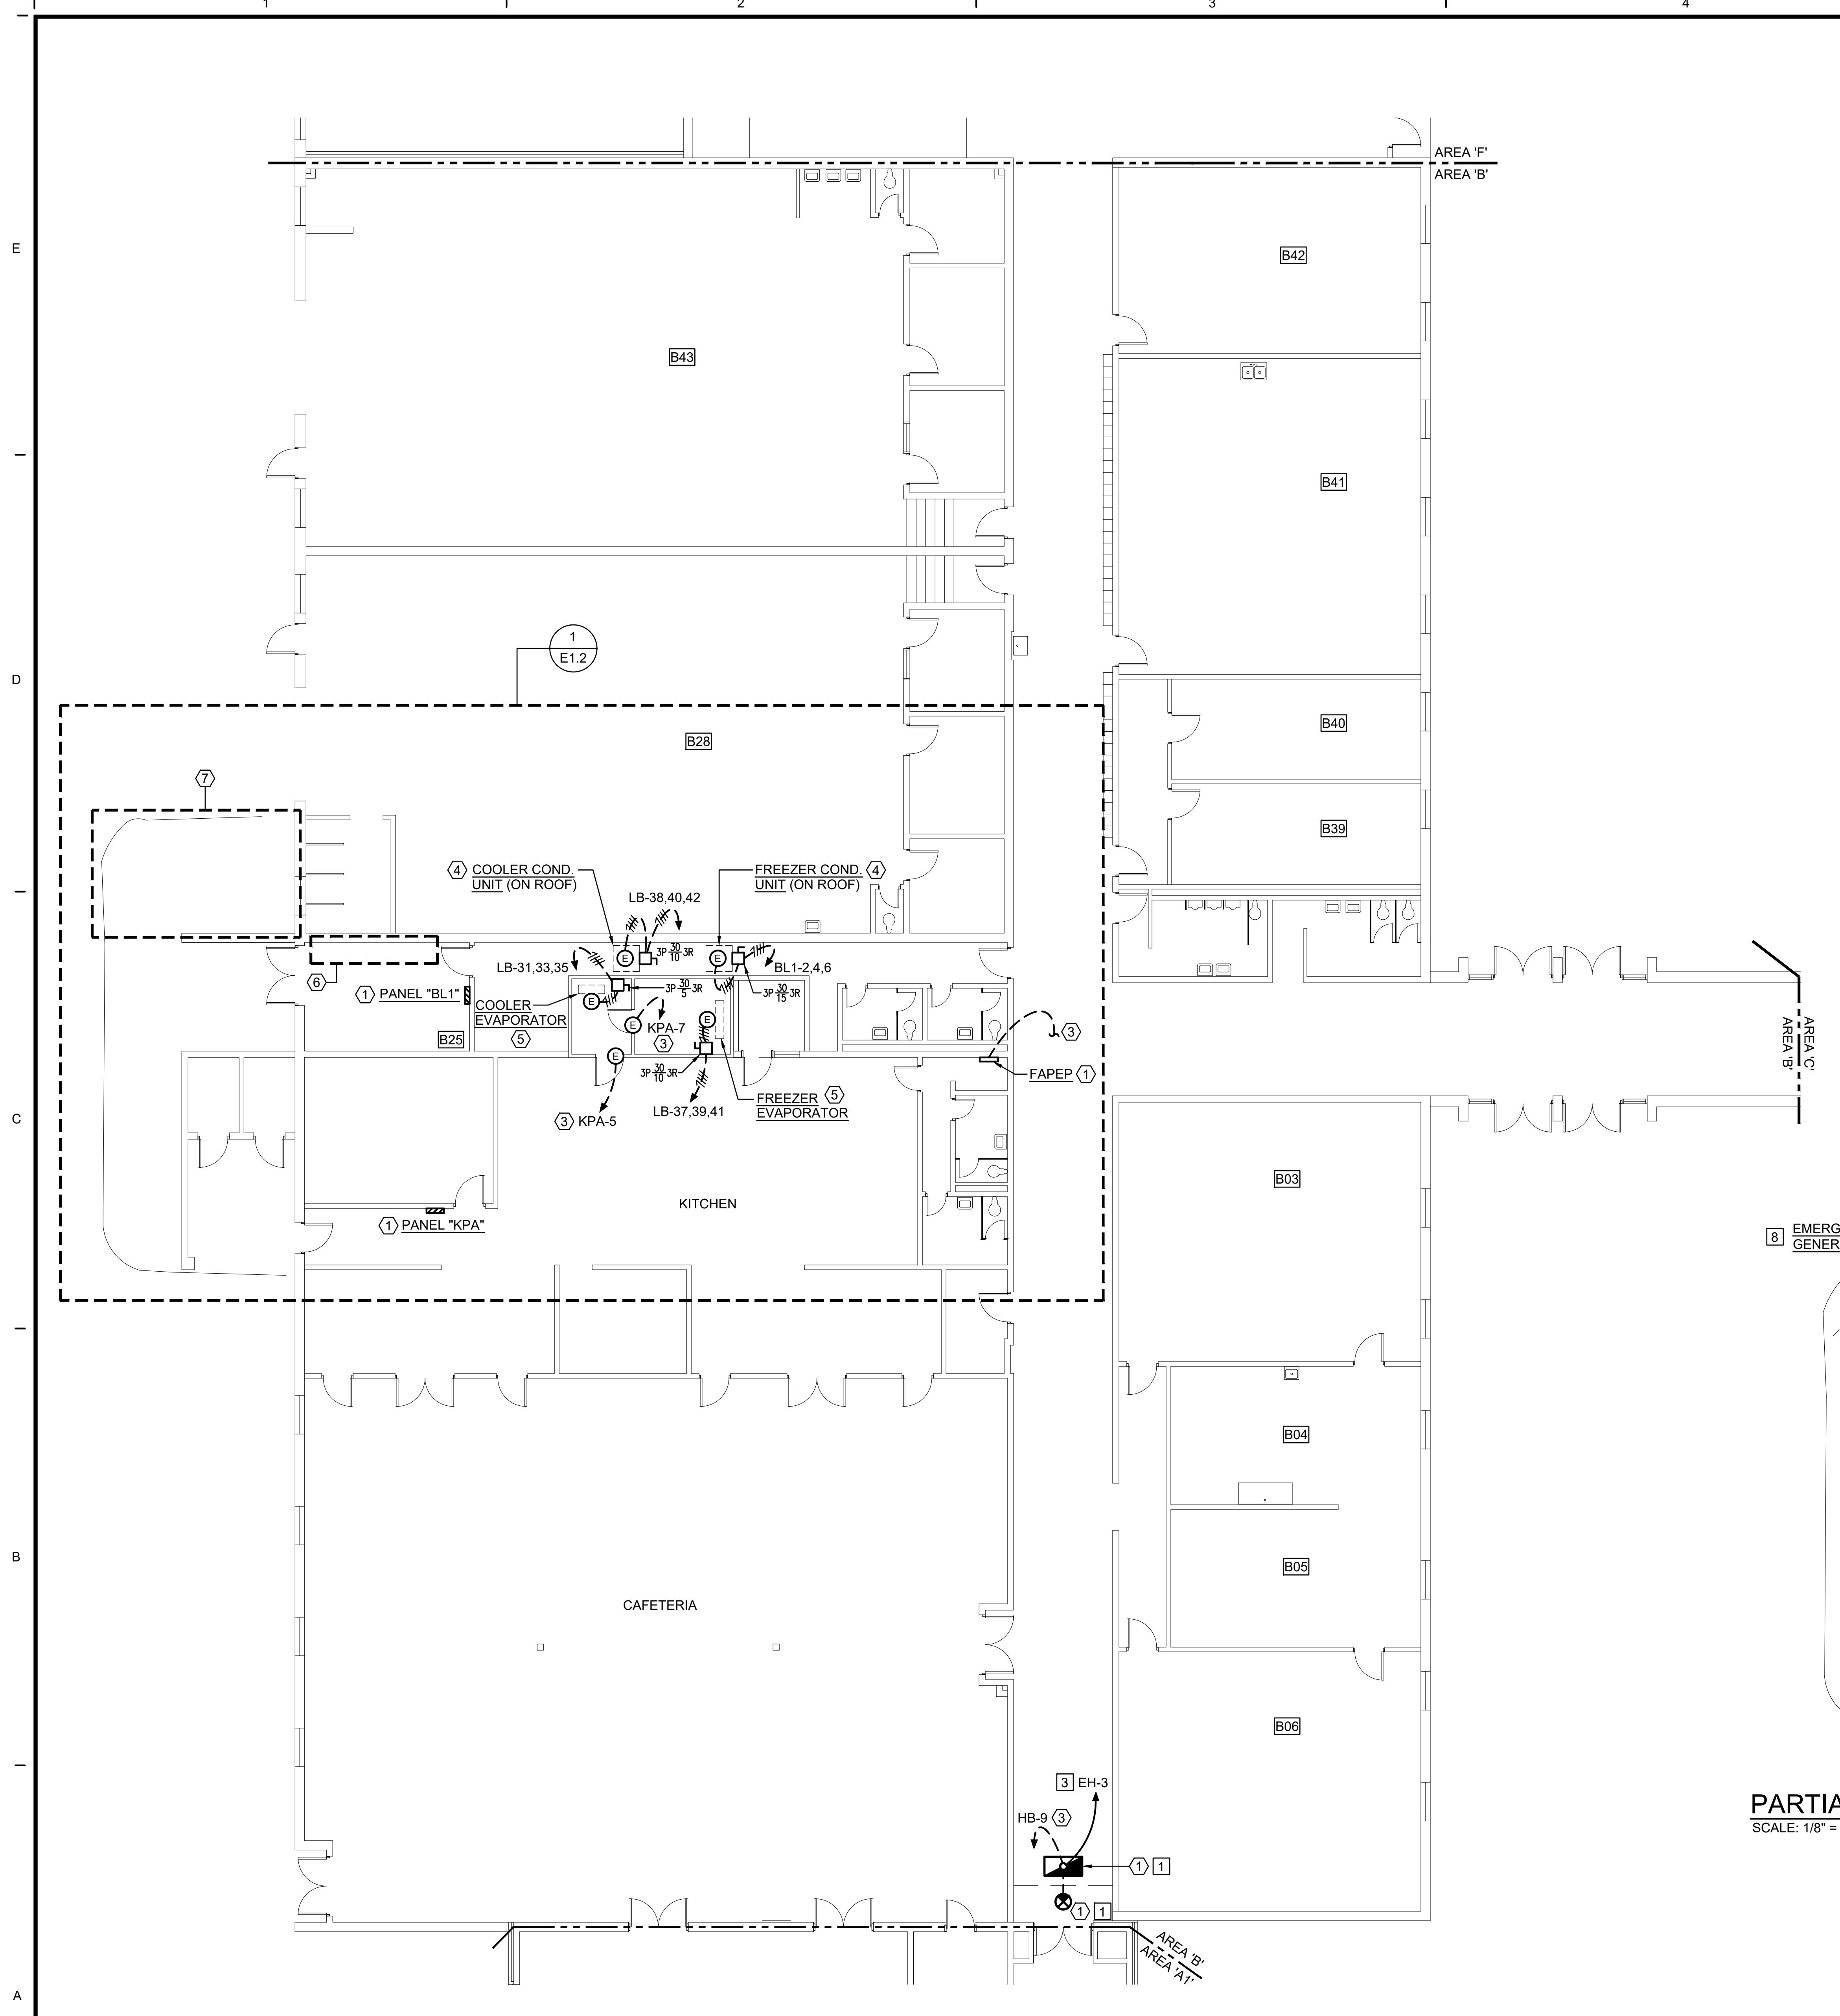 1
2
3
4
E
D
C
B
A
AREA 'F'
AREA 'B'
B42
B43
B41
1
E1.2
B40
B28
7
B39
4 COOLER COND.
UNIT (ON ROOF)
FREEZER COND. 4
UNIT (ON ROOF)
LB-38,40,42
3P 30 3R
10
LB-31,33,35
E
E
BL1-2,4,6
6
3P 30 3R
5
3P 30 3R
15
1 PANEL "BL1"
COOLER
EVAPORATOR
5
E
E
E
KPA-7
3
B25
E
3
3P 30 3R
10
FAPEP 1
AREA 'C'
AREA 'B'
FREEZER 5
EVAPORATOR
LB-37,39,41
3 KPA-5
B03
KITCHEN
1 PANEL "KPA"
8 EMERG
GENER
B04
B05
CAFETERIA
B06
3 EH-3
HB-9 3
PARTIA
SCALE: 1/8" =
1 1
1 1
AREA 'B'
AREA 'A1'